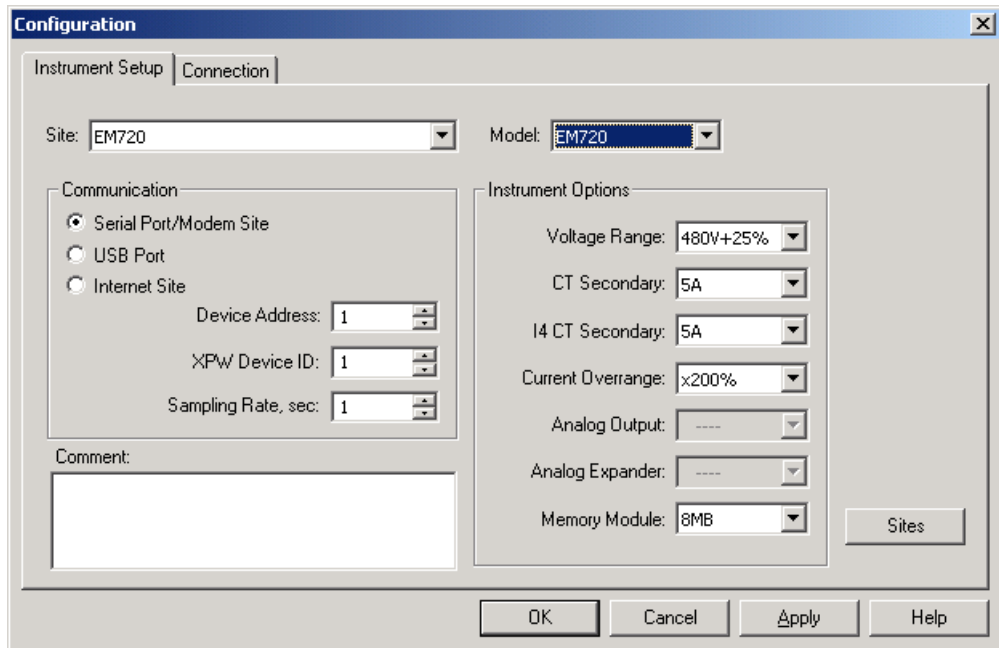 Configuration
Instrument Setup
Connection
Site: EM720
Model: EM720
Communication
Serial Port/Modem Site
USB Port
Internet Site
Device Address: 1
XPW Device ID: 1
Sampling Rate, sec: 1
Comment:
Instrument Options
Voltage Range: 480V+25%
CT Secondary: 5A
I4 CT Secondary: 5A
Current Overrange: x200%
Analog Output: ----
Analog Expander: ----
Memory Module: 8MB
Sites
OK
Cancel
Apply
Help